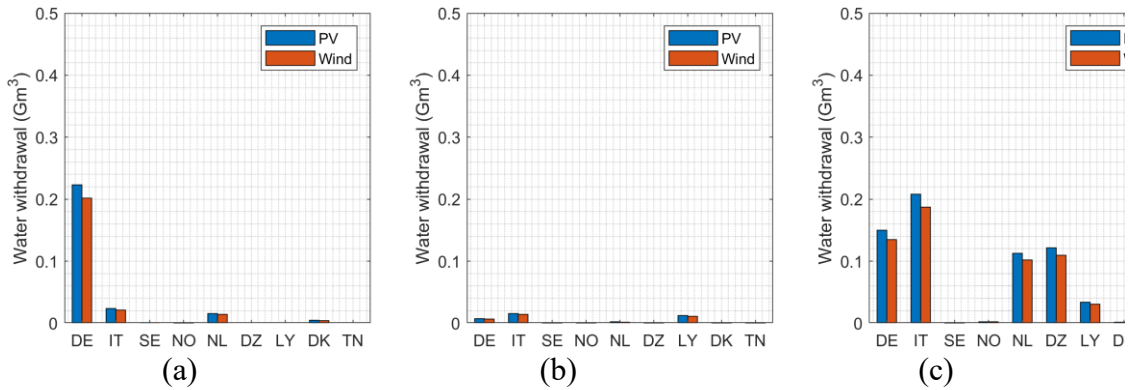 0.5
0.4
0.3
0.2
0.1
0
Water withdrawal (Gm³)
PV
Wind
DE IT SE NO NL DZ LY DK TN
(a)
0.5
0.4
0.3
0.2
0.1
0
Water withdrawal (Gm³)
PV
Wind
DE IT SE NO NL DZ LY DK TN
(b)
0.5
0.4
0.3
0.2
0.1
0
Water withdrawal (Gm³)
DE IT SE NO NL DZ LY
(c)